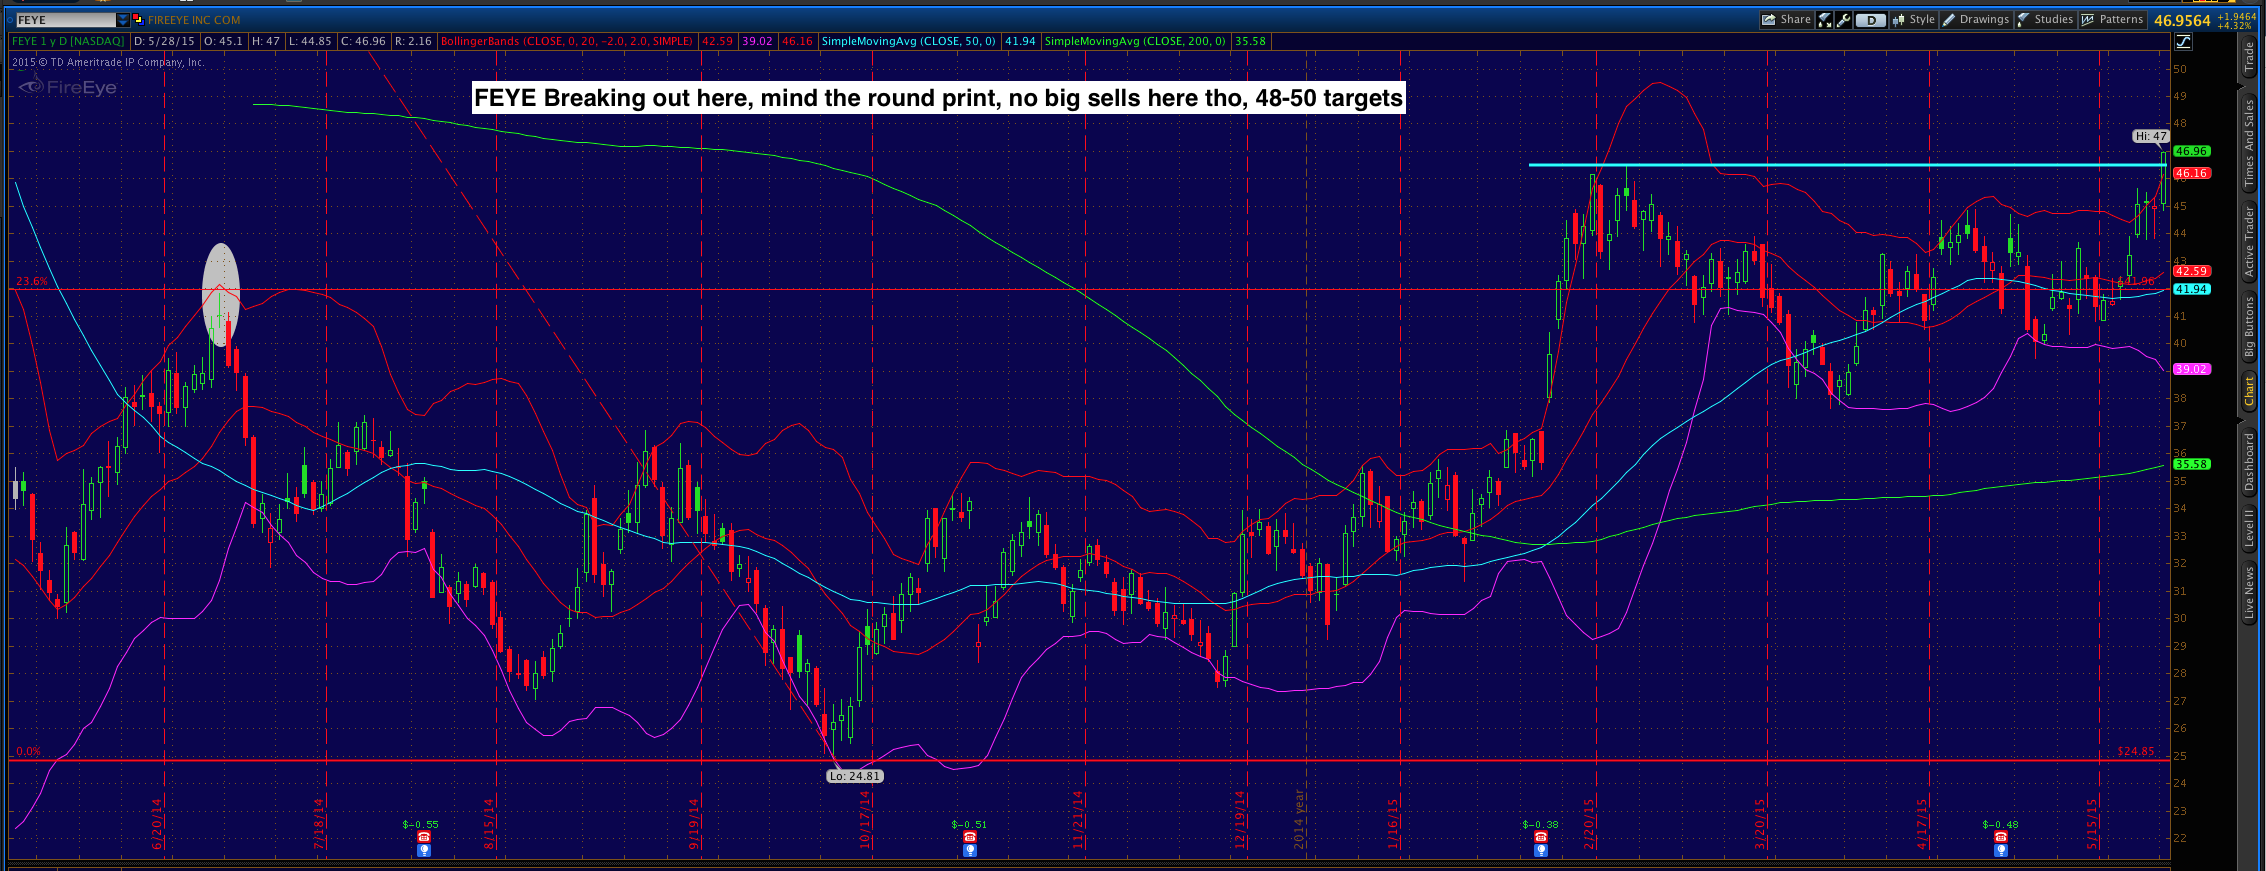 FEYE
FIREEYE INC COM
Share
D
Style
Drawings
Studies
Patterns
46.9564
+1.9464
+4.32%
FEYE 1 y D [NASDAQ] D: 5/28/15 O: 45.1 H: 47 L: 44.85 C: 46.96 R: 2.16 BollingerBands (CLOSE, 0, 20, -2.0, 2.0, SIMPLE) 42.59 39.02 46.16 SimpleMovingAvg (CLOSE, 50, 0) 41.94 SimpleMovingAvg (CLOSE, 200, 0) 35.58
2015 © TD Ameritrade IP Company, Inc.
FireEye
FEYE Breaking out here, mind the round print, no big sells here tho, 48-50 targets
Hi: 47
23.6%
$41.96
0.0%
$24.85
Lo: 24.81
50
49
48
46.96
46.16
45
44
43
42.59
41.94
41
40
39.02
38
37
36
35.58
35
34
33
32
31
30
29
28
27
26
25
24
23
22
$-0.55
$-0.51
$-0.38
$-0.48
6/20/14
7/18/14
8/15/14
9/19/14
10/17/14
11/21/14
12/19/14
2014 year
1/16/15
2/20/15
3/20/15
4/17/15
5/15/15
Trade
Times And Sales
Active Trader
Big Buttons
Chart
Dashboard
Level II
Live News